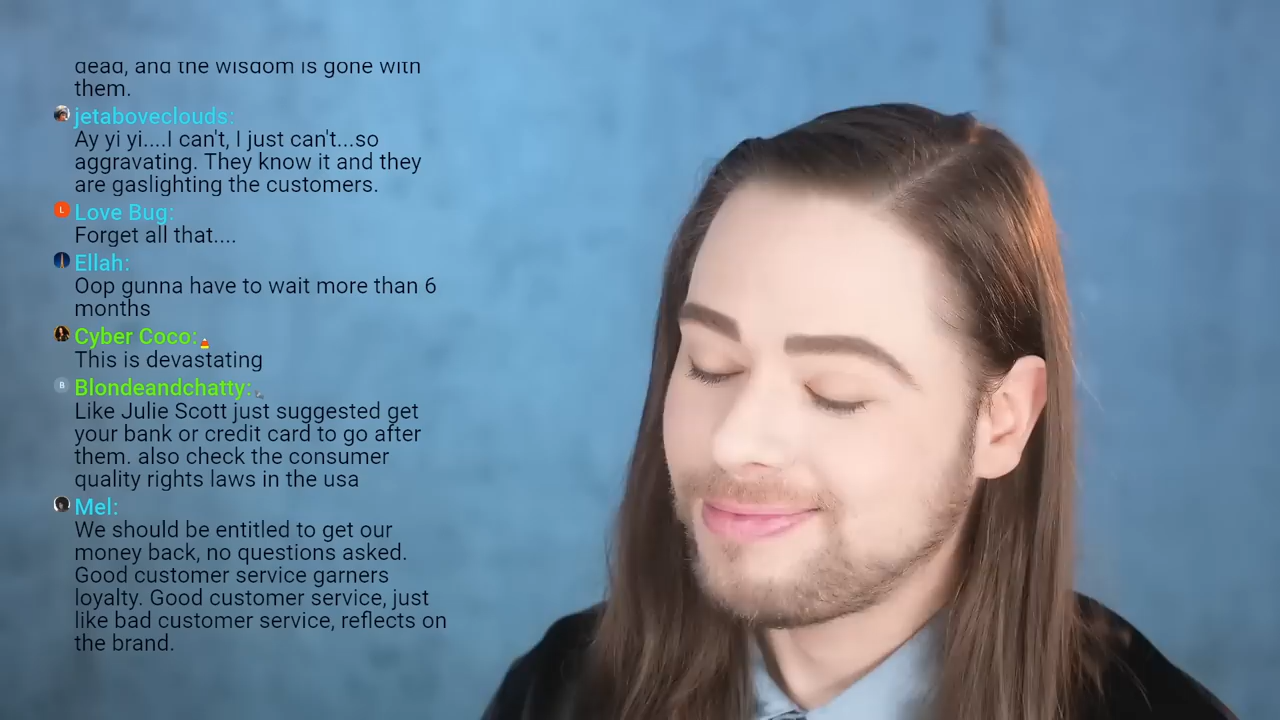 dead, and the wisdom is gone with
them.
jetaboveclouds:
Ay yi yi....I can't, I just can't...so
aggravating. They know it and they
are gaslighting the customers.
L
Love Bug:
Forget all that....
Ellah:
Oop gunna have to wait more than 6
months
Cyber Coco:
This is devastating
B
Blondeandchatty:
Like Julie Scott just suggested get
your bank or credit card to go after
them. also check the consumer
quality rights laws in the usa
Mel:
We should be entitled to get our
money back, no questions asked.
Good customer service garners
loyalty. Good customer service, just
like bad customer service, reflects on
the brand.